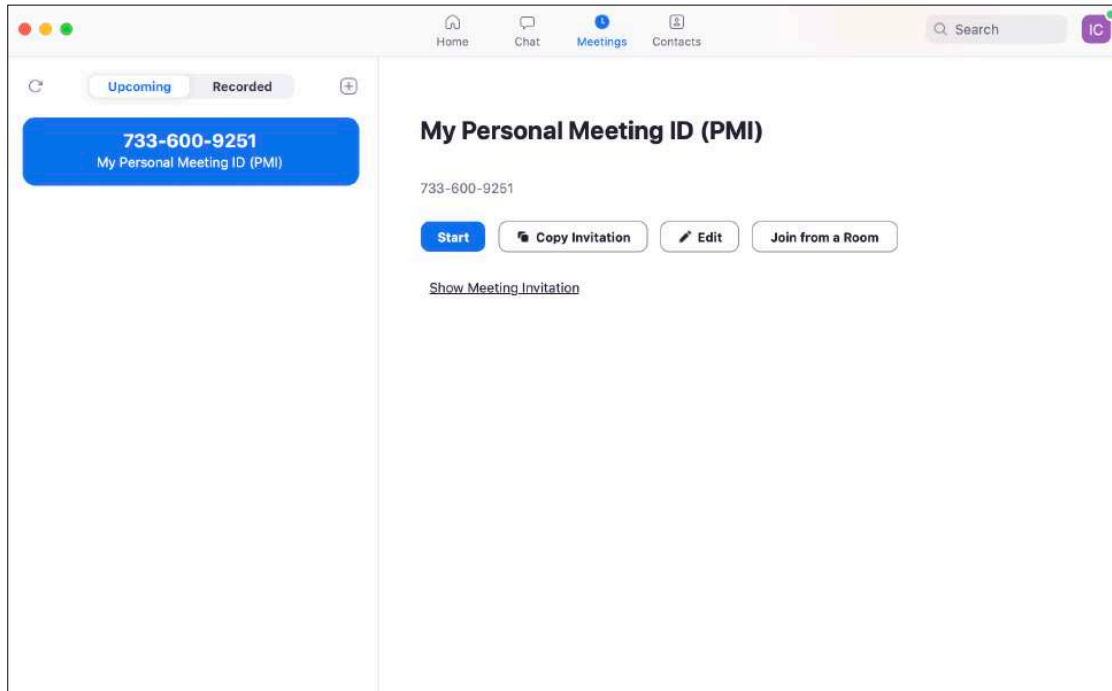 Home Chat Meetings Contacts
Search
IC
Upcoming Recorded
733-600-9251
My Personal Meeting ID (PMI)
My Personal Meeting ID (PMI)
733-600-9251
Start Copy Invitation Edit Join from a Room
Show Meeting Invitation